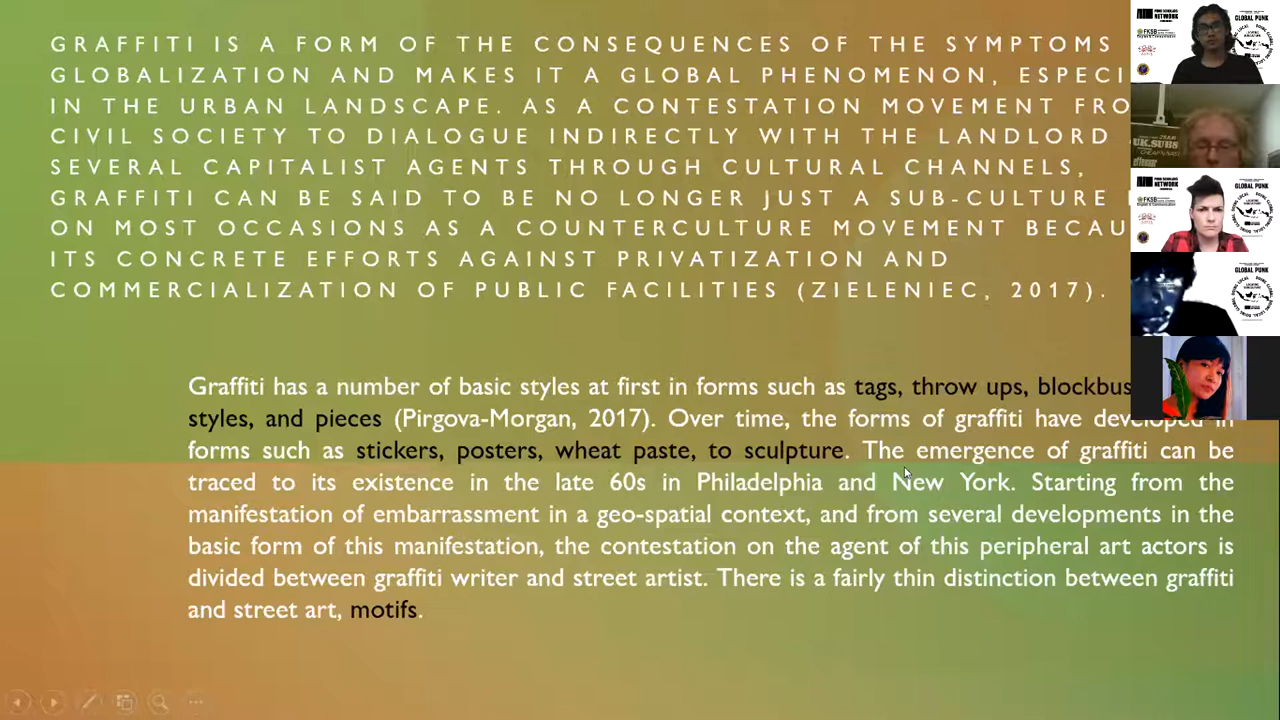 GRAFFITI IS A FORM OF THE CONSEQUENCES OF THE SYMPTOMS
GLOBALIZATION AND MAKES IT A GLOBAL PHENOMENON, ESPECI
IN THE URBAN LANDSCAPE. AS A CONTESTATION MOVEMENT FRO
CIVIL SOCIETY TO DIALOGUE INDIRECTLY WITH THE LANDLORD
SEVERAL CAPITALIST AGENTS THROUGH CULTURAL CHANNELS,
GRAFFITI CAN BE SAID TO BE NO LONGER JUST A SUB-CULTURE
ON MOST OCCASIONS AS A COUNTERCULTURE MOVEMENT BECAU
ITS CONCRETE EFFORTS AGAINST PRIVATIZATION AND
COMMERCIALIZATION OF PUBLIC FACILITIES (ZIELENIEC, 2017).
Graffiti has a number of basic styles at first in forms such as tags, throw ups, blockbus
styles, and pieces (Pirgova-Morgan, 2017). Over time, the forms of graffiti have developed in
forms such as stickers, posters, wheat paste, to sculpture. The emergence of graffiti can be
traced to its existence in the late 60s in Philadelphia and New York. Starting from the
manifestation of embarrassment in a geo-spatial context, and from several developments in the
basic form of this manifestation, the contestation on the agent of this peripheral art actors is
divided between graffiti writer and street artist. There is a fairly thin distinction between graffiti
and street art, motifs.
NETWORK
GLOBAL PUNK
FKSB
UK.SUBS
NETWORK
GLOBAL PUNK
FKSB
GLOBAL PUNK